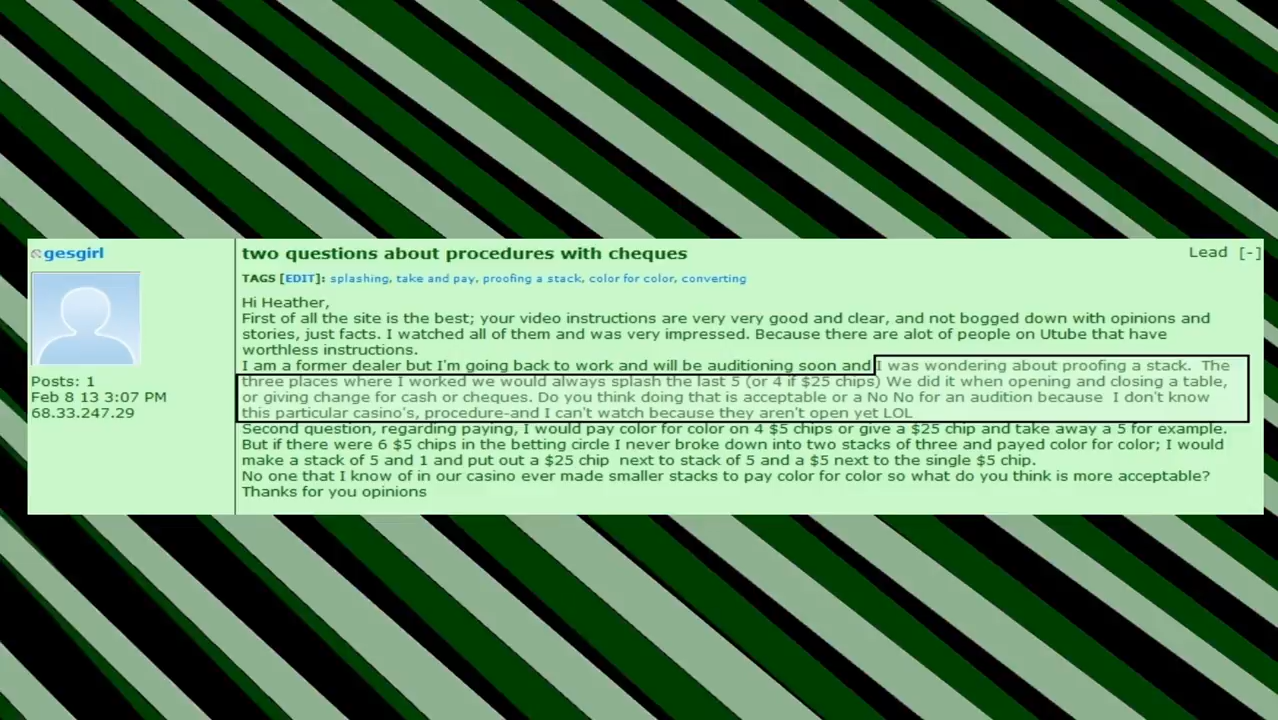 gesgirl
Posts: 1
Feb 8 13 3:07 PM
68.33.247.29
two questions about procedures with cheques
Lead [-]
TAGS [EDIT]: splashing, take and pay, proofing a stack, color for color, converting
Hi Heather,
First of all the site is the best; your video instructions are very very good and clear, and not bogged down with opinions and
stories, just facts. I watched all of them and was very impressed. Because there are alot of people on Utube that have
worthless instructions.
I am a former dealer but I'm going back to work and will be auditioning soon and I was wondering about proofing a stack. The
three places where I worked we would always splash the last 5 (or 4 if $25 chips) We did it when opening and closing a table,
or giving change for cash or cheques. Do you think doing that is acceptable or a No No for an audition because I don't know
this particular casino's, procedure-and I can't watch because they aren't open yet LOL
Second question, regarding paying, I would pay color for color on 4 $5 chips or give a $25 chip and take away a 5 for example.
But if there were 6 $5 chips in the betting circle I never broke down into two stacks of three and payed color for color; I would
make a stack of 5 and 1 and put out a $25 chip next to stack of 5 and a $5 next to the single $5 chip.
No one that I know of in our casino ever made smaller stacks to pay color for color so what do you think is more acceptable?
Thanks for you opinions